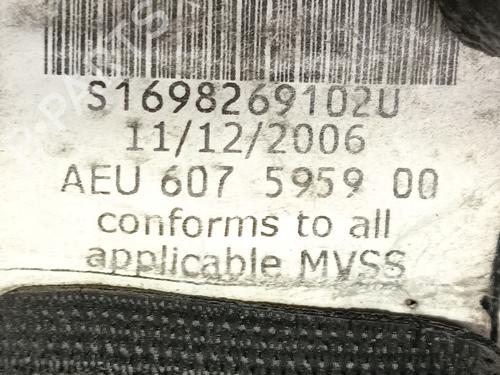 S1698269102U
11/12/2006
AEU 607 5959 00
conforms to all
applicable MVSS